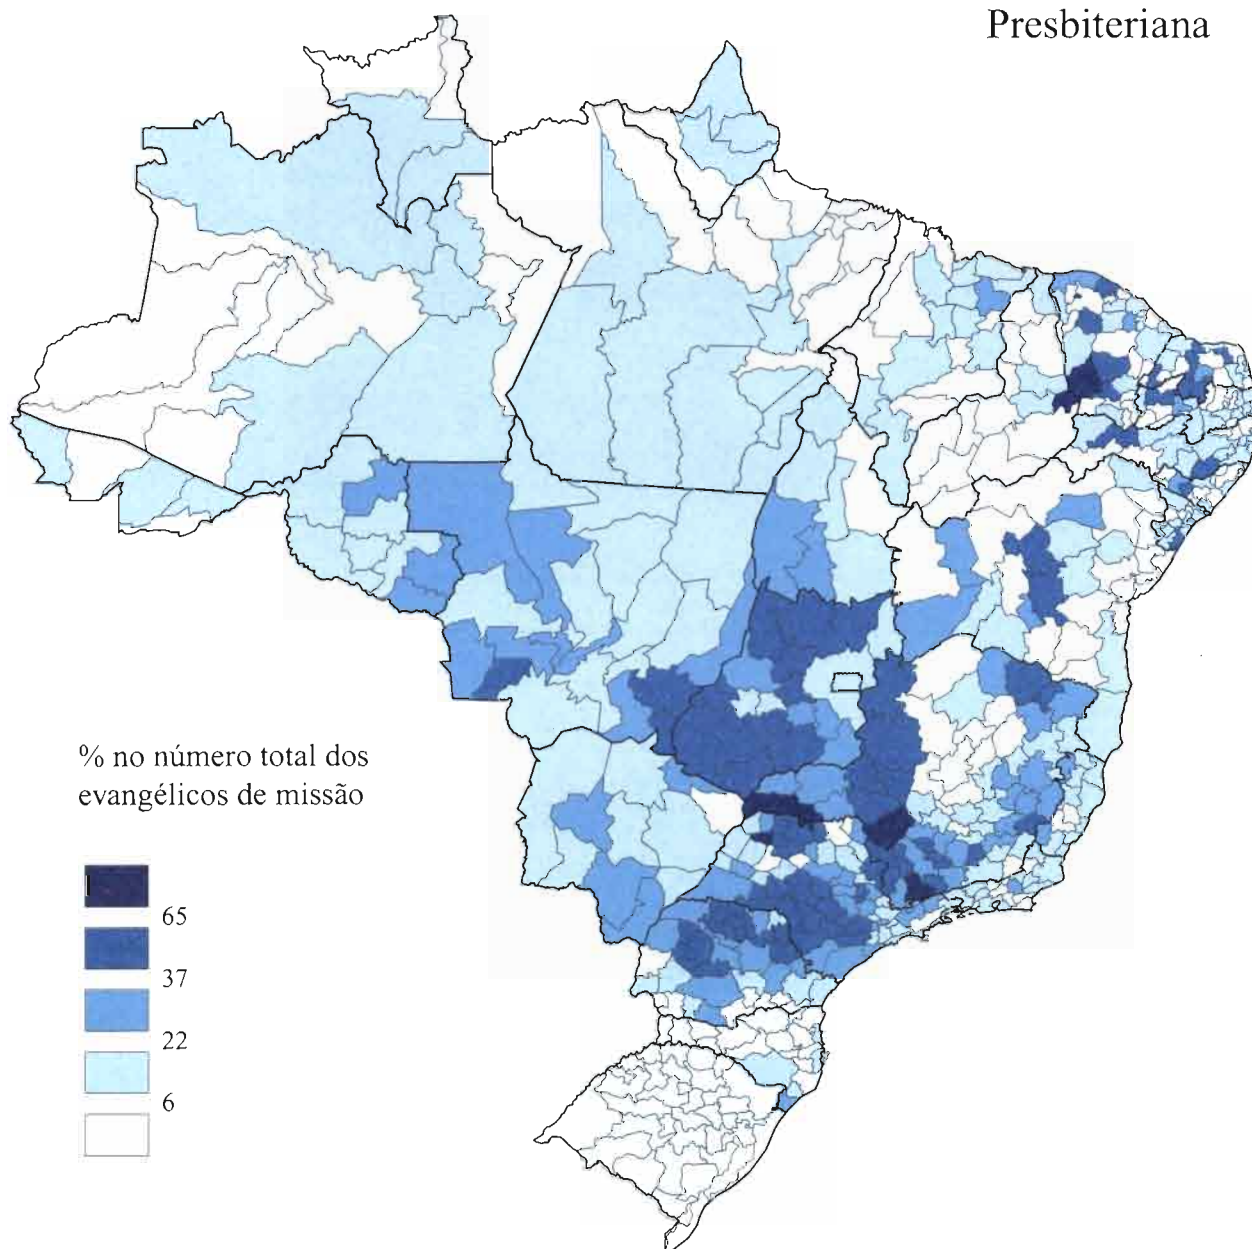 Presbiteriana
% no número total dos
evangélicos de missão
65
37
22
6